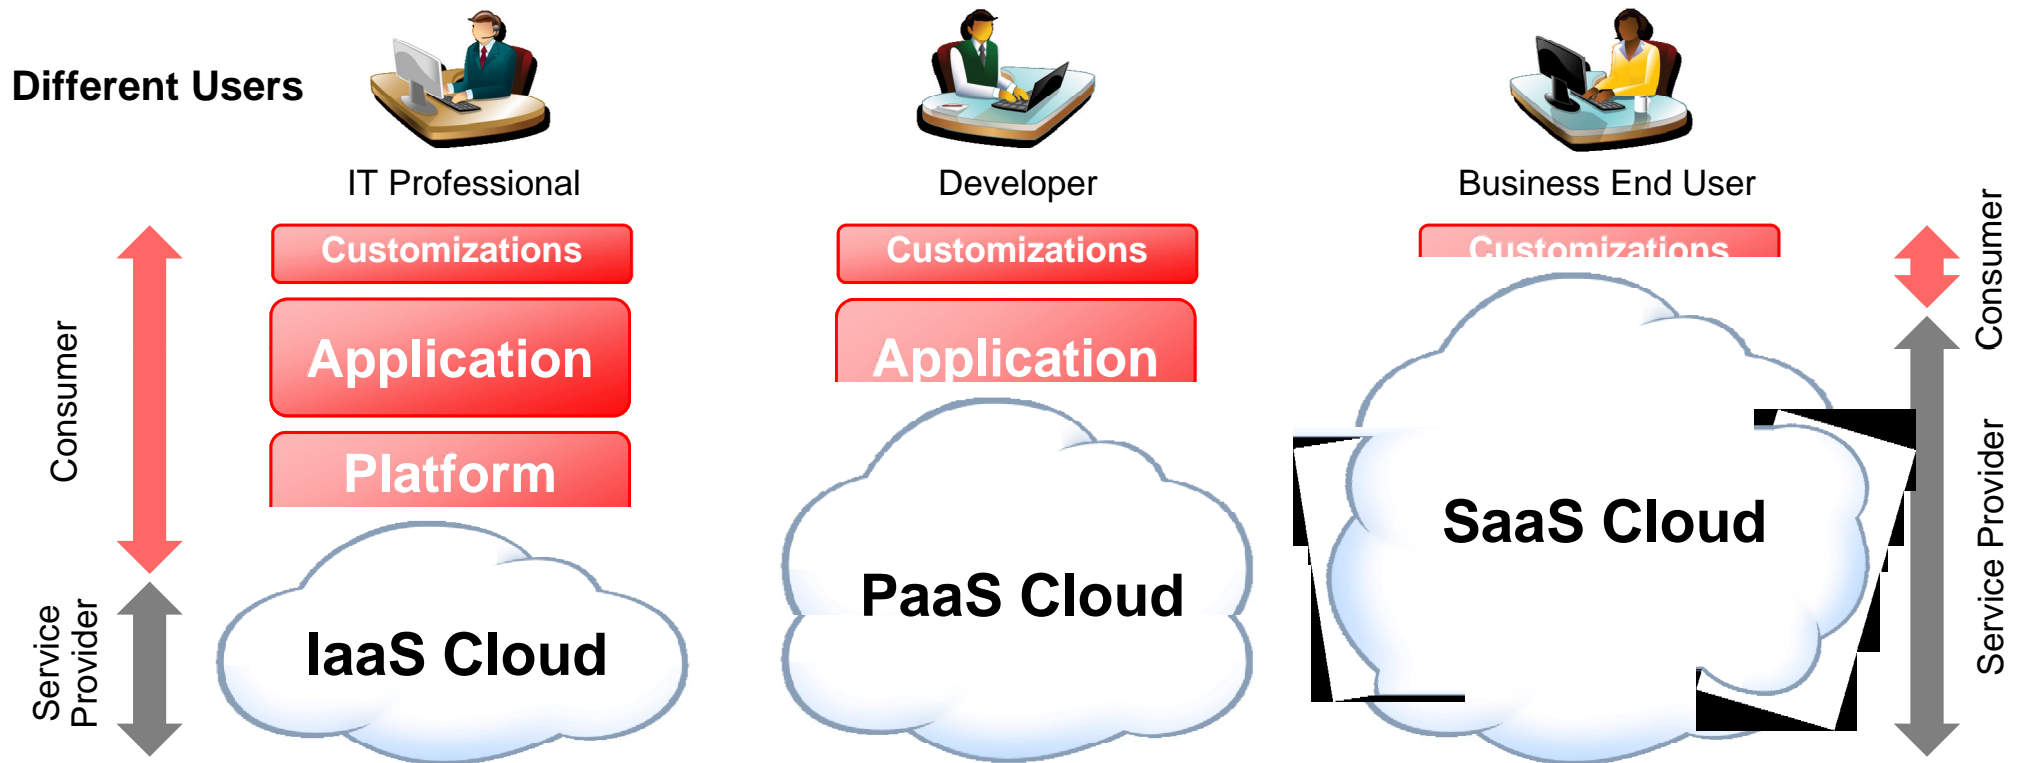 Different Users
IT Professional
Developer
Business End User
Customizations
Customizations
Customizations
Application
Application
Platform
IaaS Cloud
PaaS Cloud
SaaS Cloud
Consumer
Service
Provider
Consumer
Service Provider